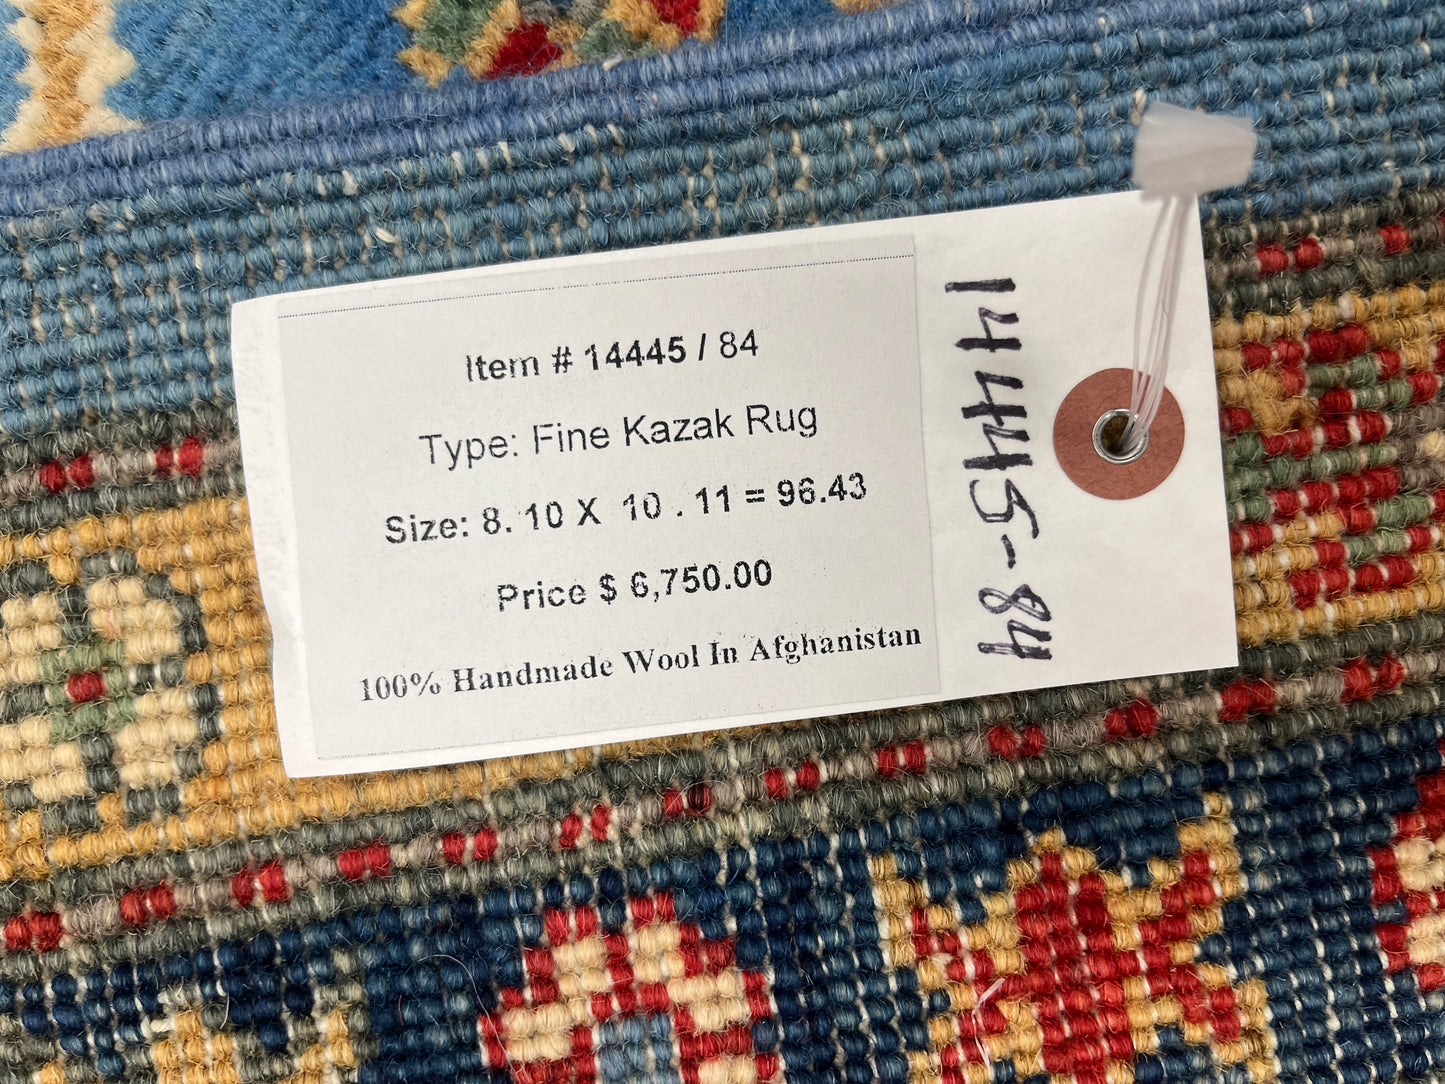 Item # 14445 / 84
Type: Fine Kazak Rug
Size: 8. 10 X 10 . 11 = 96.43
Price $ 6,750.00
100% Handmade Wool In Afghanistan
14445-84